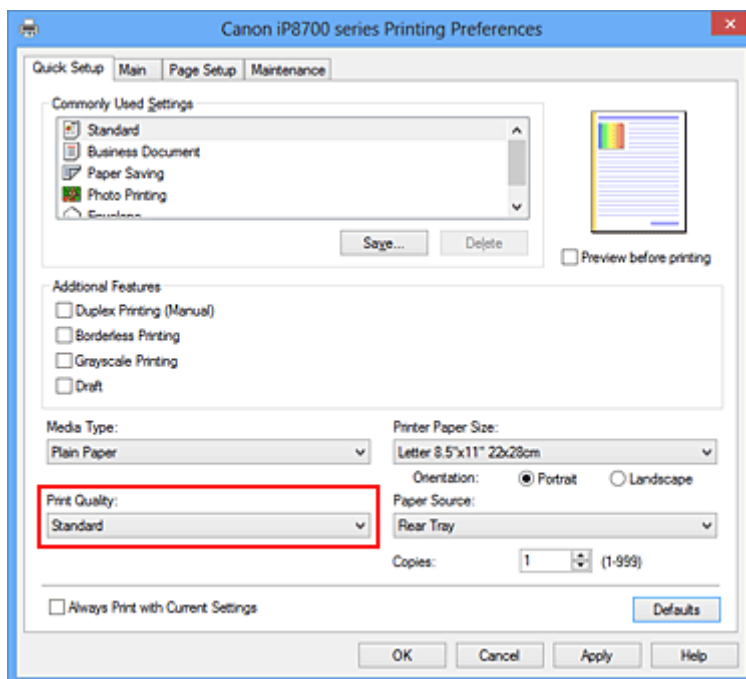 Canon iP8700 series Printing Preferences
Quick Setup Main Page Setup Maintenance
Commonly Used Settings
Standard
Business Document
Paper Saving
Photo Printing
Envelope
Save... Delete
Preview before printing
Additional Features
Duplex Printing (Manual)
Borderless Printing
Grayscale Printing
Draft
Media Type:
Plain Paper
Printer Paper Size:
Letter 8.5"x11" 22x28cm
Orientation: Portrait Landscape
Print Quality:
Standard
Paper Source:
Rear Tray
Copies: 1 (1-999)
Always Print with Current Settings
Defaults
OK Cancel Apply Help